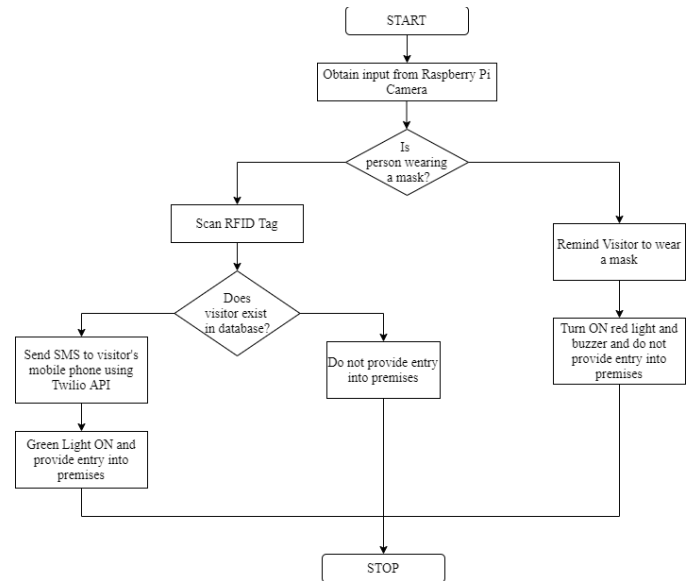 START
Obtain input from Raspberry Pi
Camera
Is
person wearing
a mask?
Scan RFID Tag
Remind Visitor to wear
a mask
Does
visitor exist
in database?
Turn ON red light and
buzzer and do not
provide entry into
premises
Send SMS to visitor's
mobile phone using
Twilio API
Do not provide entry
into premises
Green Light ON and
provide entry into
premises
STOP